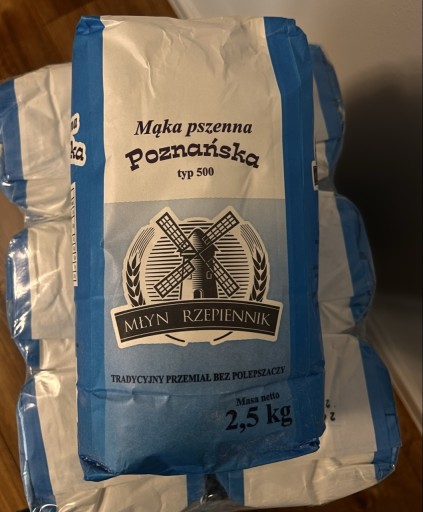 Mąka pszenna
Poznańska
typ 500
MŁYN RZEPIENNIK
TRADYCYJNY PRZEMIAŁ BEZ POLEPSZACZY
Masa netto
2,5 kg